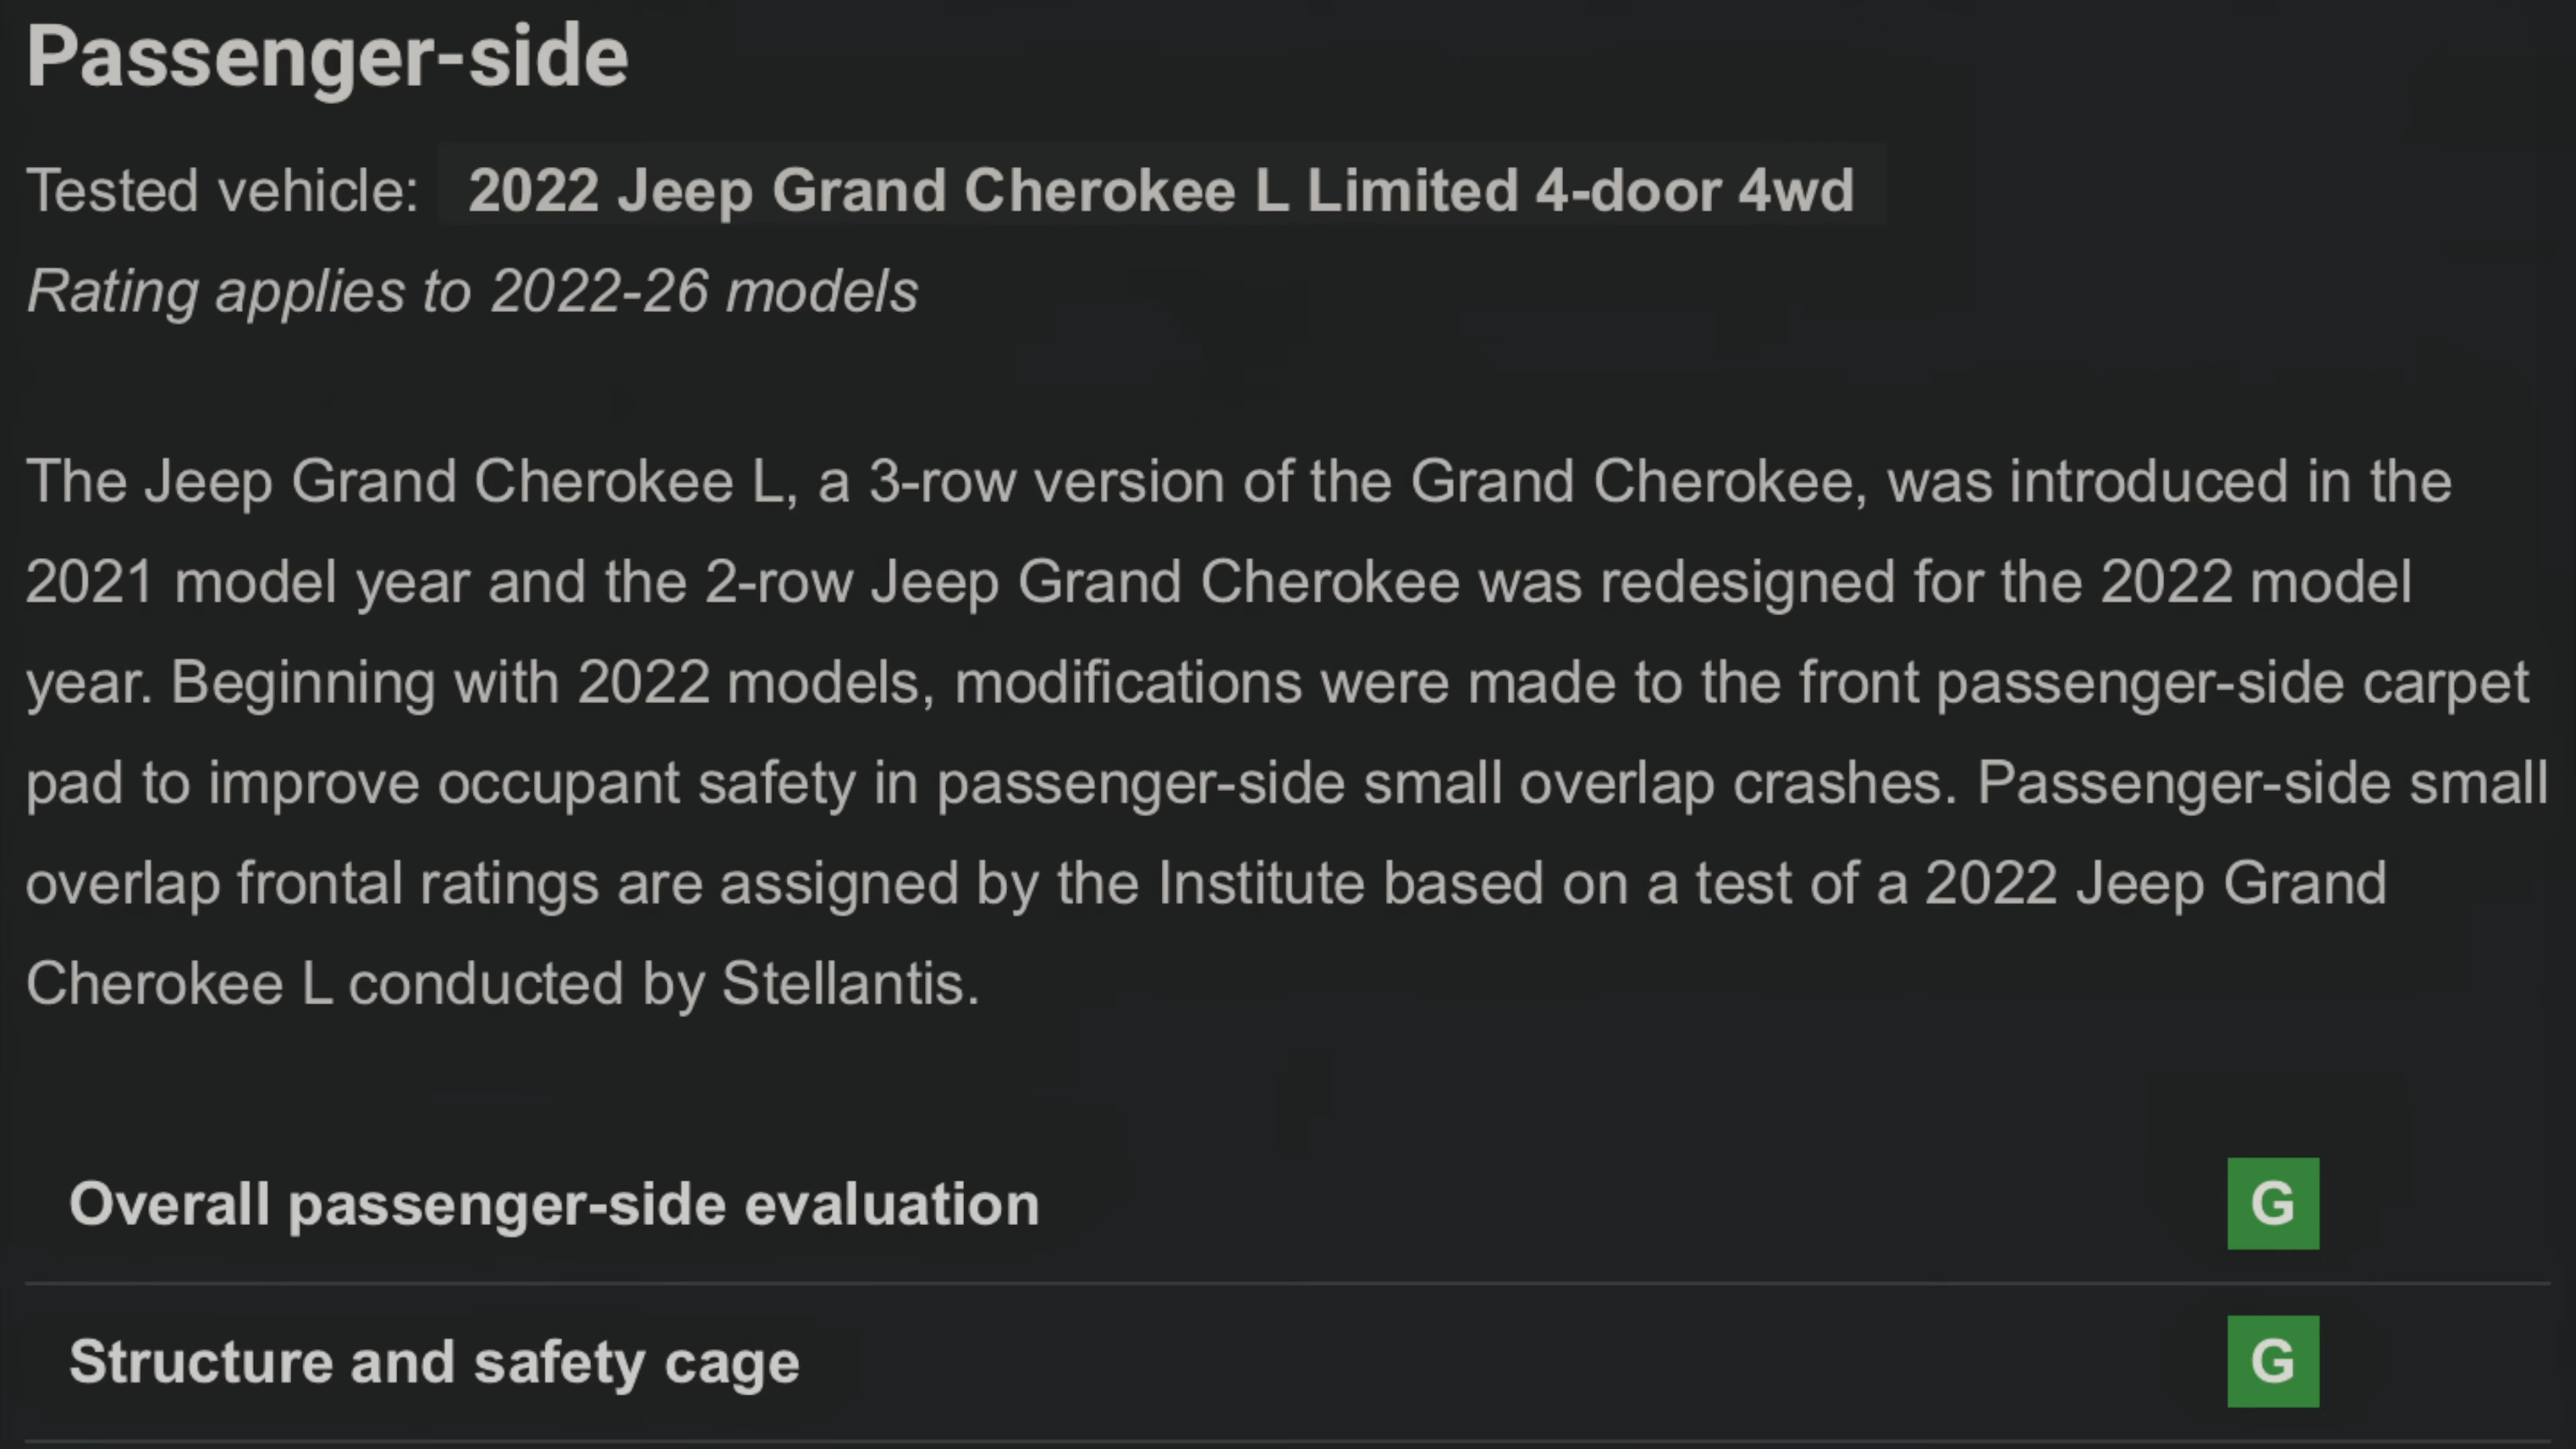 Passenger-side
Tested vehicle: 2022 Jeep Grand Cherokee L Limited 4-door 4wd
Rating applies to 2022-26 models
The Jeep Grand Cherokee L, a 3-row version of the Grand Cherokee, was introduced in the
2021 model year and the 2-row Jeep Grand Cherokee was redesigned for the 2022 model
year. Beginning with 2022 models, modifications were made to the front passenger-side carpet
pad to improve occupant safety in passenger-side small overlap crashes. Passenger-side small
overlap frontal ratings are assigned by the Institute based on a test of a 2022 Jeep Grand
Cherokee L conducted by Stellantis.
Overall passenger-side evaluation G
Structure and safety cage G